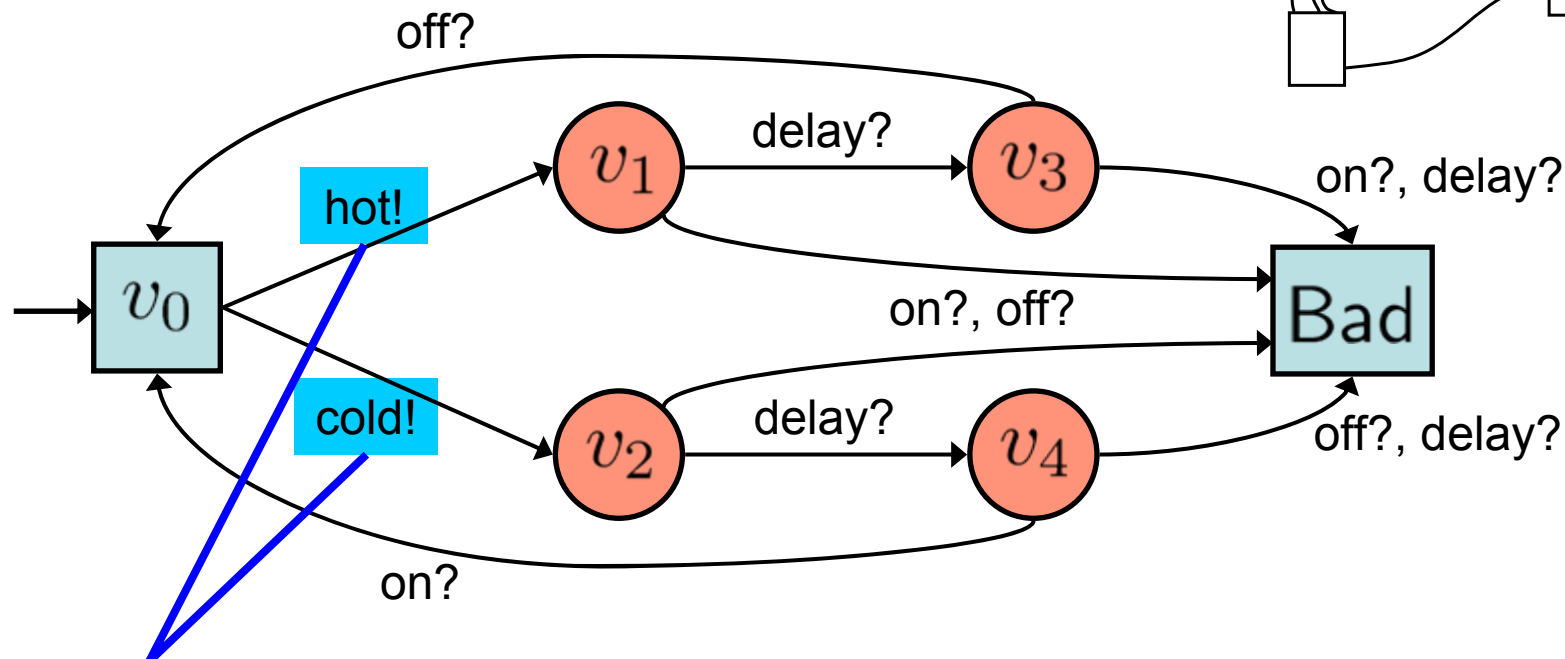 off?
delay?
v₁
v₃
on?, delay?
hot!
v₀
on?, off?
Bad
cold!
delay?
v₂
v₄
off?, delay?
on?